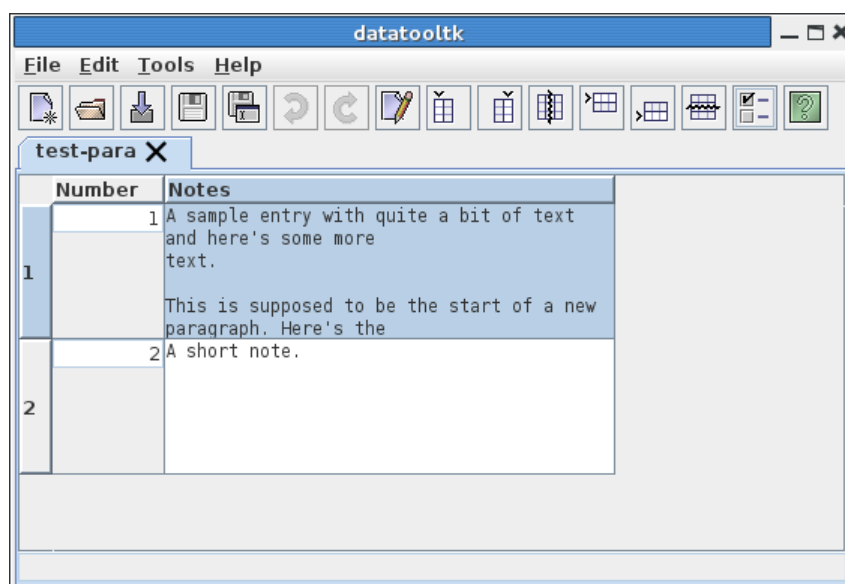 datatooltk
File Edit Tools Help
test-para
Number Notes
1 1 A sample entry with quite a bit of text
and here's some more
text.
This is supposed to be the start of a new
paragraph. Here's the
2 2 A short note.